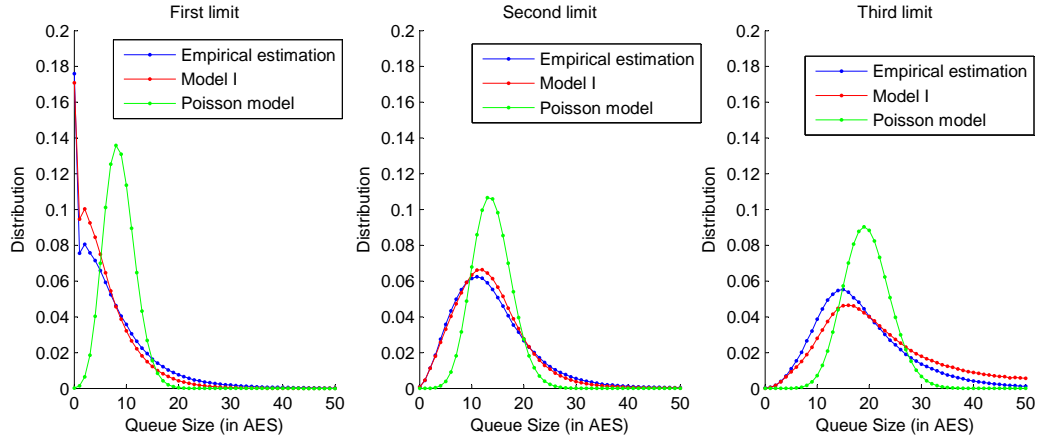 First limit
0.2
0.18
0.16
0.14
0.12
0.1
0.08
0.06
0.04
0.02
0
Distribution
Empirical estimation
Model I
Poisson model
0 10 20 30 40 50
Queue Size (in AES)
Second limit
0.2
0.18
0.16
0.14
0.12
0.1
0.08
0.06
0.04
0.02
0
Distribution
Empirical estimation
Model I
Poisson model
0 10 20 30 40 50
Queue Size (in AES)
Third limit
0.2
0.18
0.16
0.14
0.12
0.1
0.08
0.06
0.04
0.02
0
Distribution
Empirical estimation
Model I
Poisson model
0 10 20 30 40 50
Queue Size (in AES)